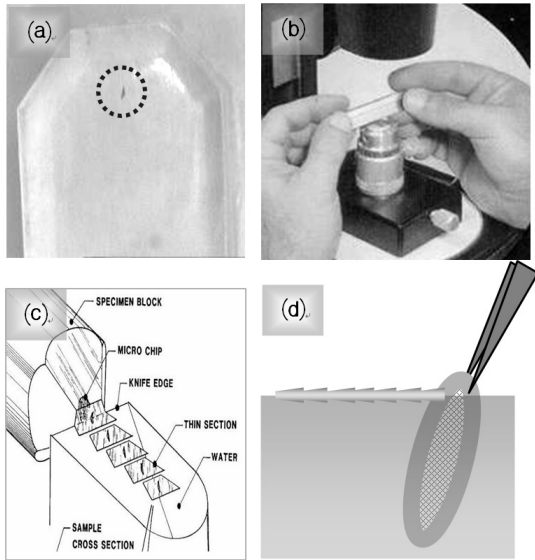 (a)
(b)
(c)
SPECIMEN BLOCK
MICRO CHIP
KNIFE EDGE
THIN SECTION
WATER
SAMPLE
CROSS SECTION
(d)